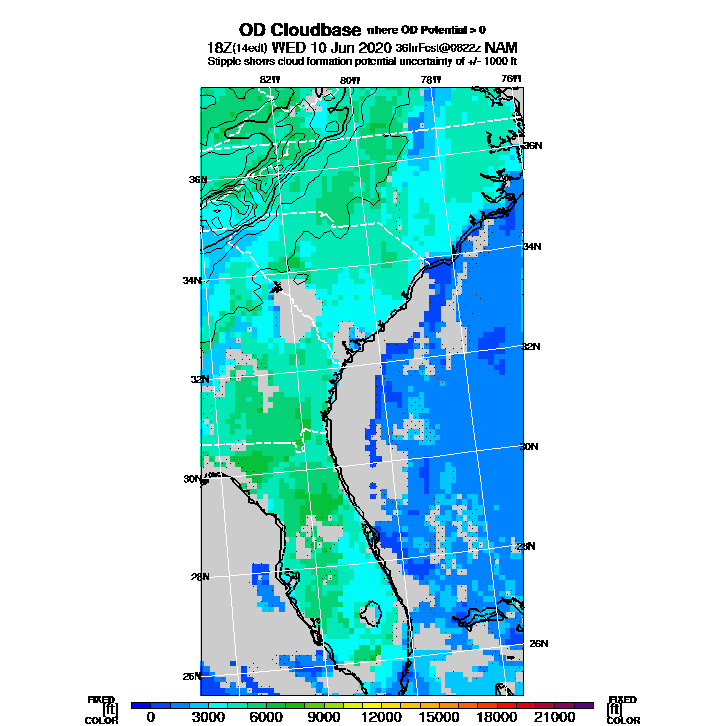 OD Cloudbase where OD Potential > 0
18Z(14edt) WED 10 Jun 2020 36hrFcst@0622z NAM
Stipple shows cloud formation potential uncertainty of +/- 1000 ft
82W 80W 78W 76W
36N
36N
34N
34N
32N
32N
30N
30N
28N
28N
26N
26N
FIXED FIXED
[ft] [ft]
COLOR 0 3000 6000 9000 12000 15000 18000 21000 COLOR